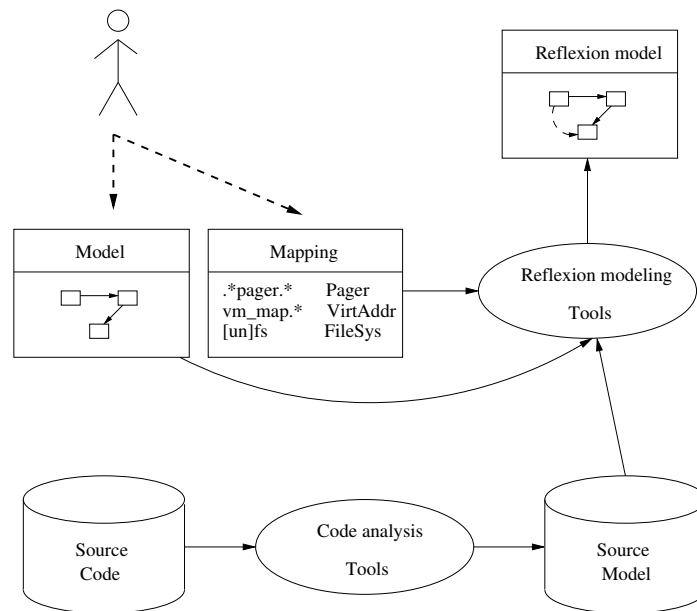 Reflexion model
Model
Mapping
.*pager.* Pager
vm_map.* VirtAddr
[un]fs FileSys
Reflexion modeling
Tools
Source
Code
Code analysis
Tools
Source
Model